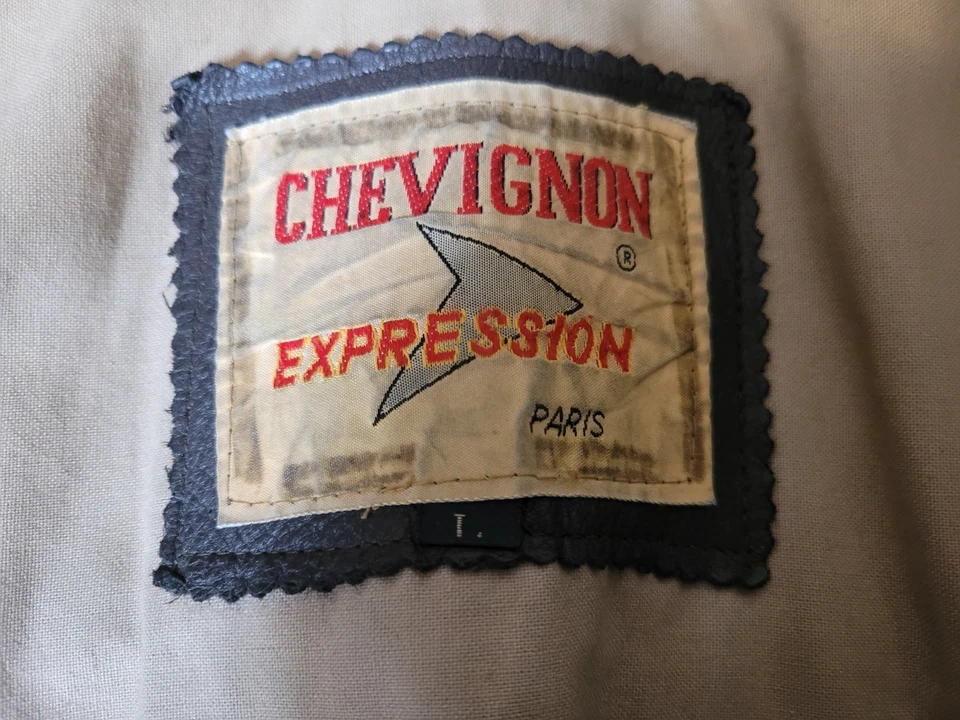 CHEVIGNON
®
EXPRESSION
PARIS